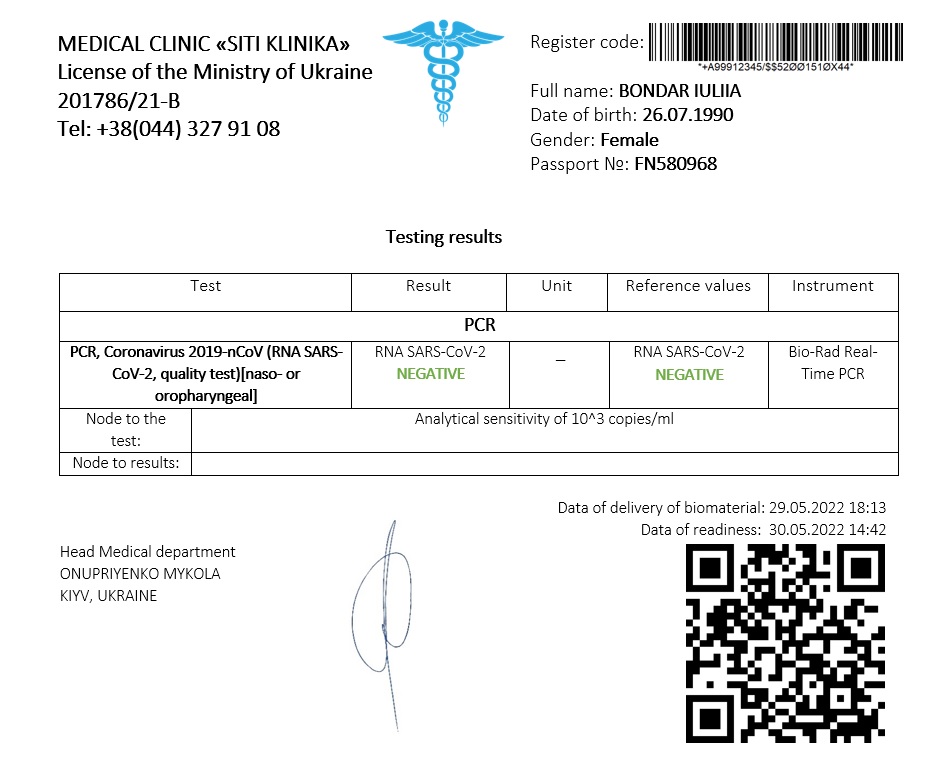 MEDICAL CLINIC «SITI KLINIKA»
License of the Ministry of Ukraine
201786/21-B
Tel: +38(044) 327 91 08
Register code:
*+A99912345/$$52ØØ151ØX44*
Full name: BONDAR IULIIA
Date of birth: 26.07.1990
Gender: Female
Passport №: FN580968
Testing results
Test Result Unit Reference values Instrument
PCR
PCR, Coronavirus 2019-nCoV (RNA SARS-
CoV-2, quality test)[naso- or
oropharyngeal]
RNA SARS-CoV-2
NEGATIVE
_
RNA SARS-CoV-2
NEGATIVE
Bio-Rad Real-
Time PCR
Node to the
test:
Analytical sensitivity of 10^3 copies/ml
Node to results:
Data of delivery of biomaterial: 29.05.2022 18:13
Data of readiness: 30.05.2022 14:42
Head Medical department
ONUPRIYENKO MYKOLA
KIYV, UKRAINE